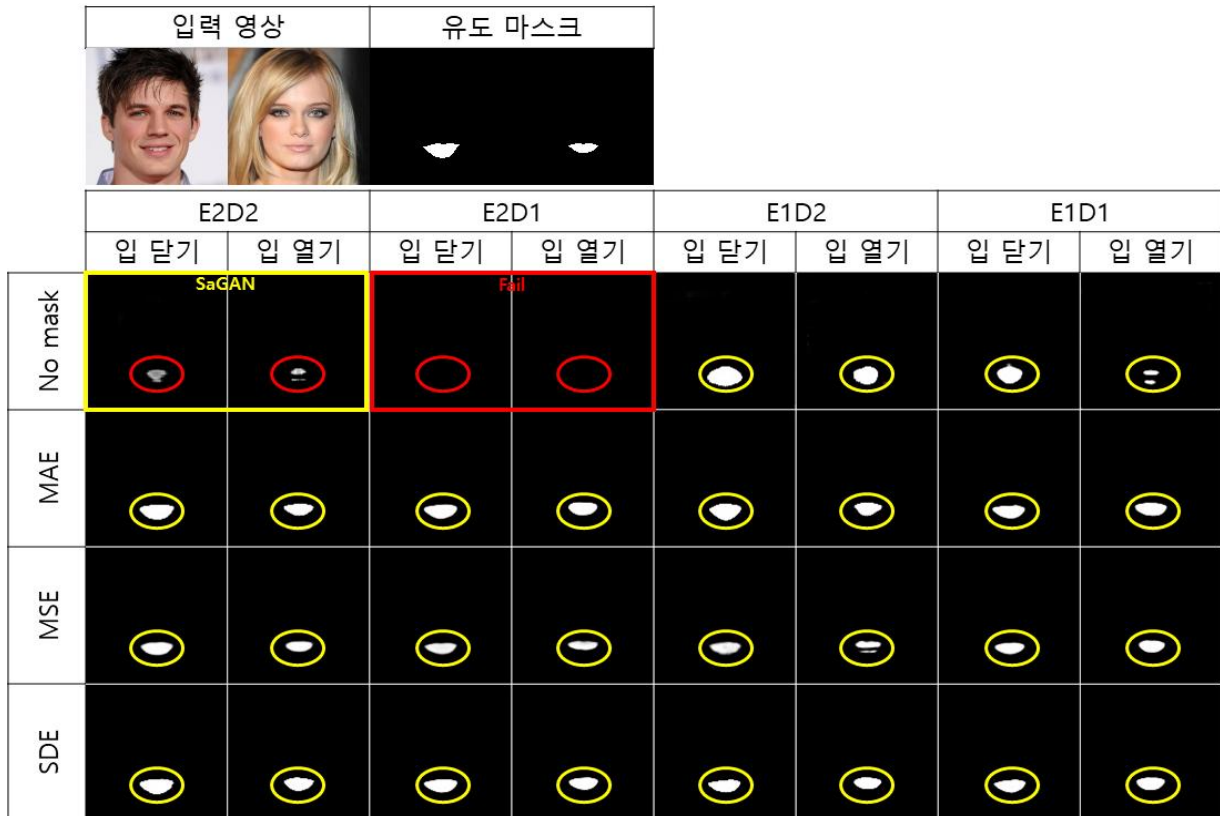 입력 영상 유도 마스크
E2D2 E2D1 E1D2 E1D1
입 닫기 입 열기 입 닫기 입 열기 입 닫기 입 열기 입 닫기 입 열기
No mask SaGAN Fail
MAE
MSE
SDE